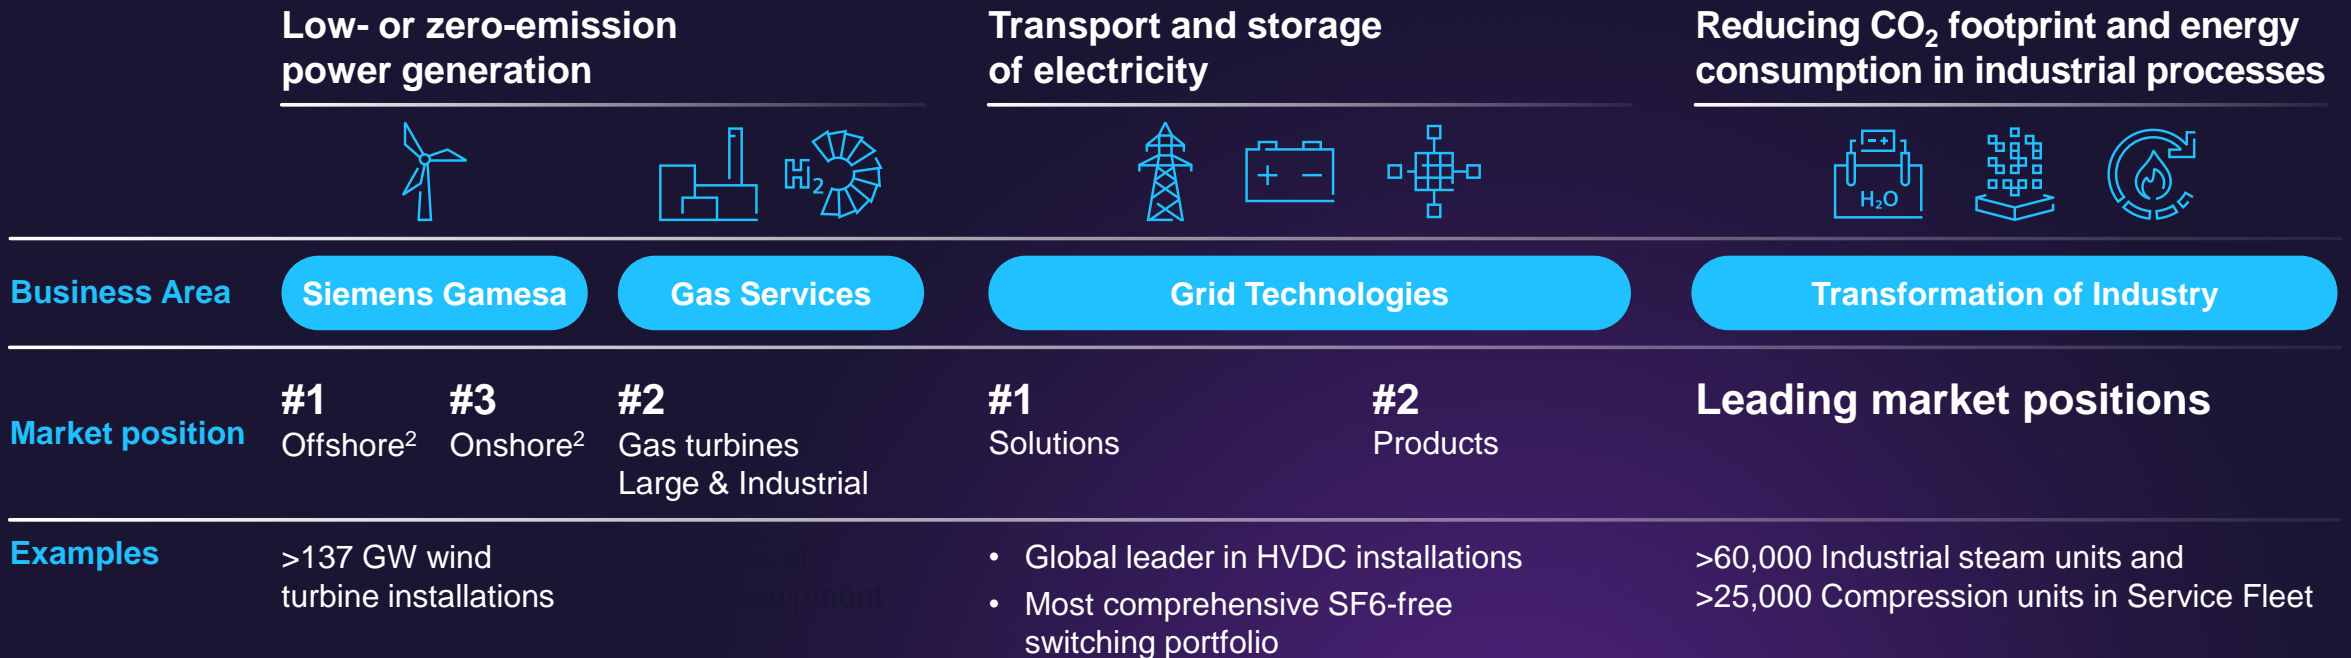 Low- or zero-emission
power generation
Transport and storage
of electricity
Reducing CO₂ footprint and energy
consumption in industrial processes
H₂
+ −
- +
H₂O
Business Area
Siemens Gamesa
Gas Services
Grid Technologies
Transformation of Industry
Market position
#1
Offshore²
#3
Onshore²
#2
Gas turbines
Large & Industrial
#1
Solutions
#2
Products
Leading market positions
Examples
>137 GW wind
turbine installations
of
equipment
• Global leader in HVDC installations
• Most comprehensive SF6-free
switching portfolio
>60,000 Industrial steam units and
>25,000 Compression units in Service Fleet